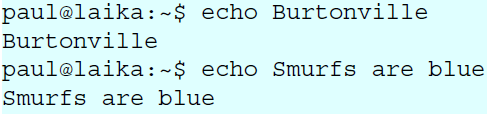 paul@laika:~$ echo Burtonville
Burtonville
paul@laika:~$ echo Smurfs are blue
Smurfs are blue